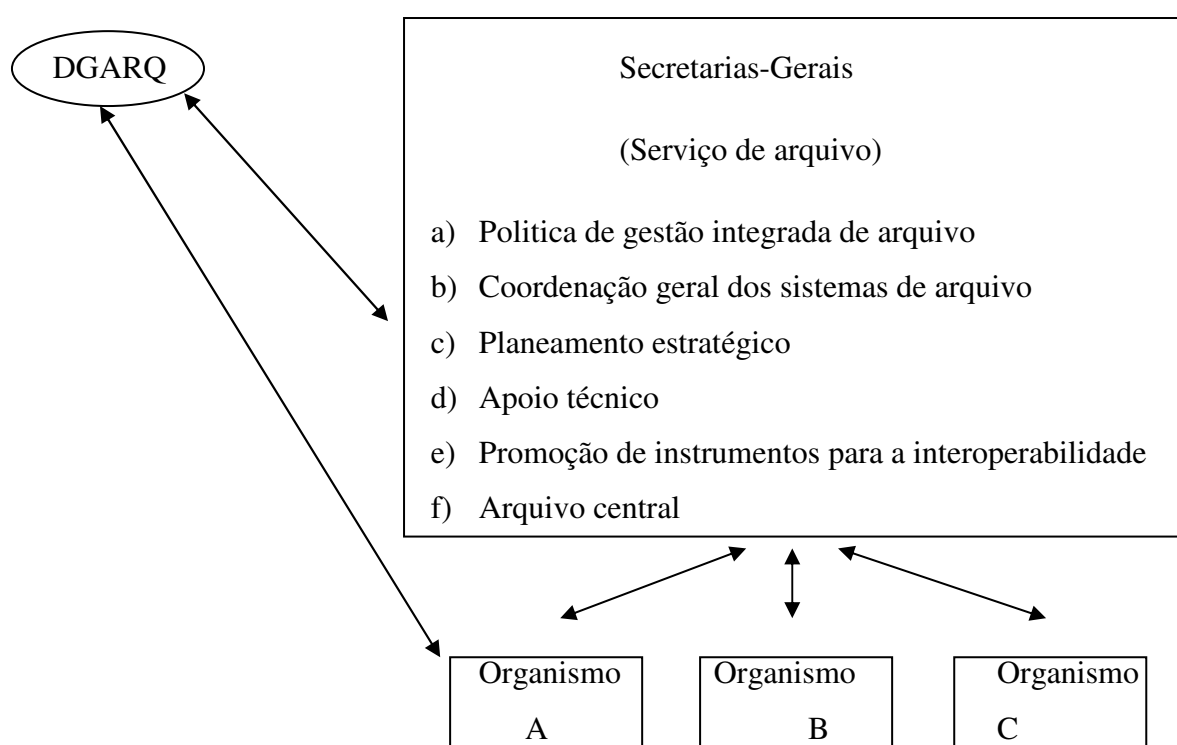 DGARQ
Secretarias-Gerais
(Serviço de arquivo)
a) Politica de gestão integrada de arquivo
b) Coordenação geral dos sistemas de arquivo
c) Planeamento estratégico
d) Apoio técnico
e) Promoção de instrumentos para a interoperabilidade
f) Arquivo central
Organismo
A
Organismo
B
Organismo
C